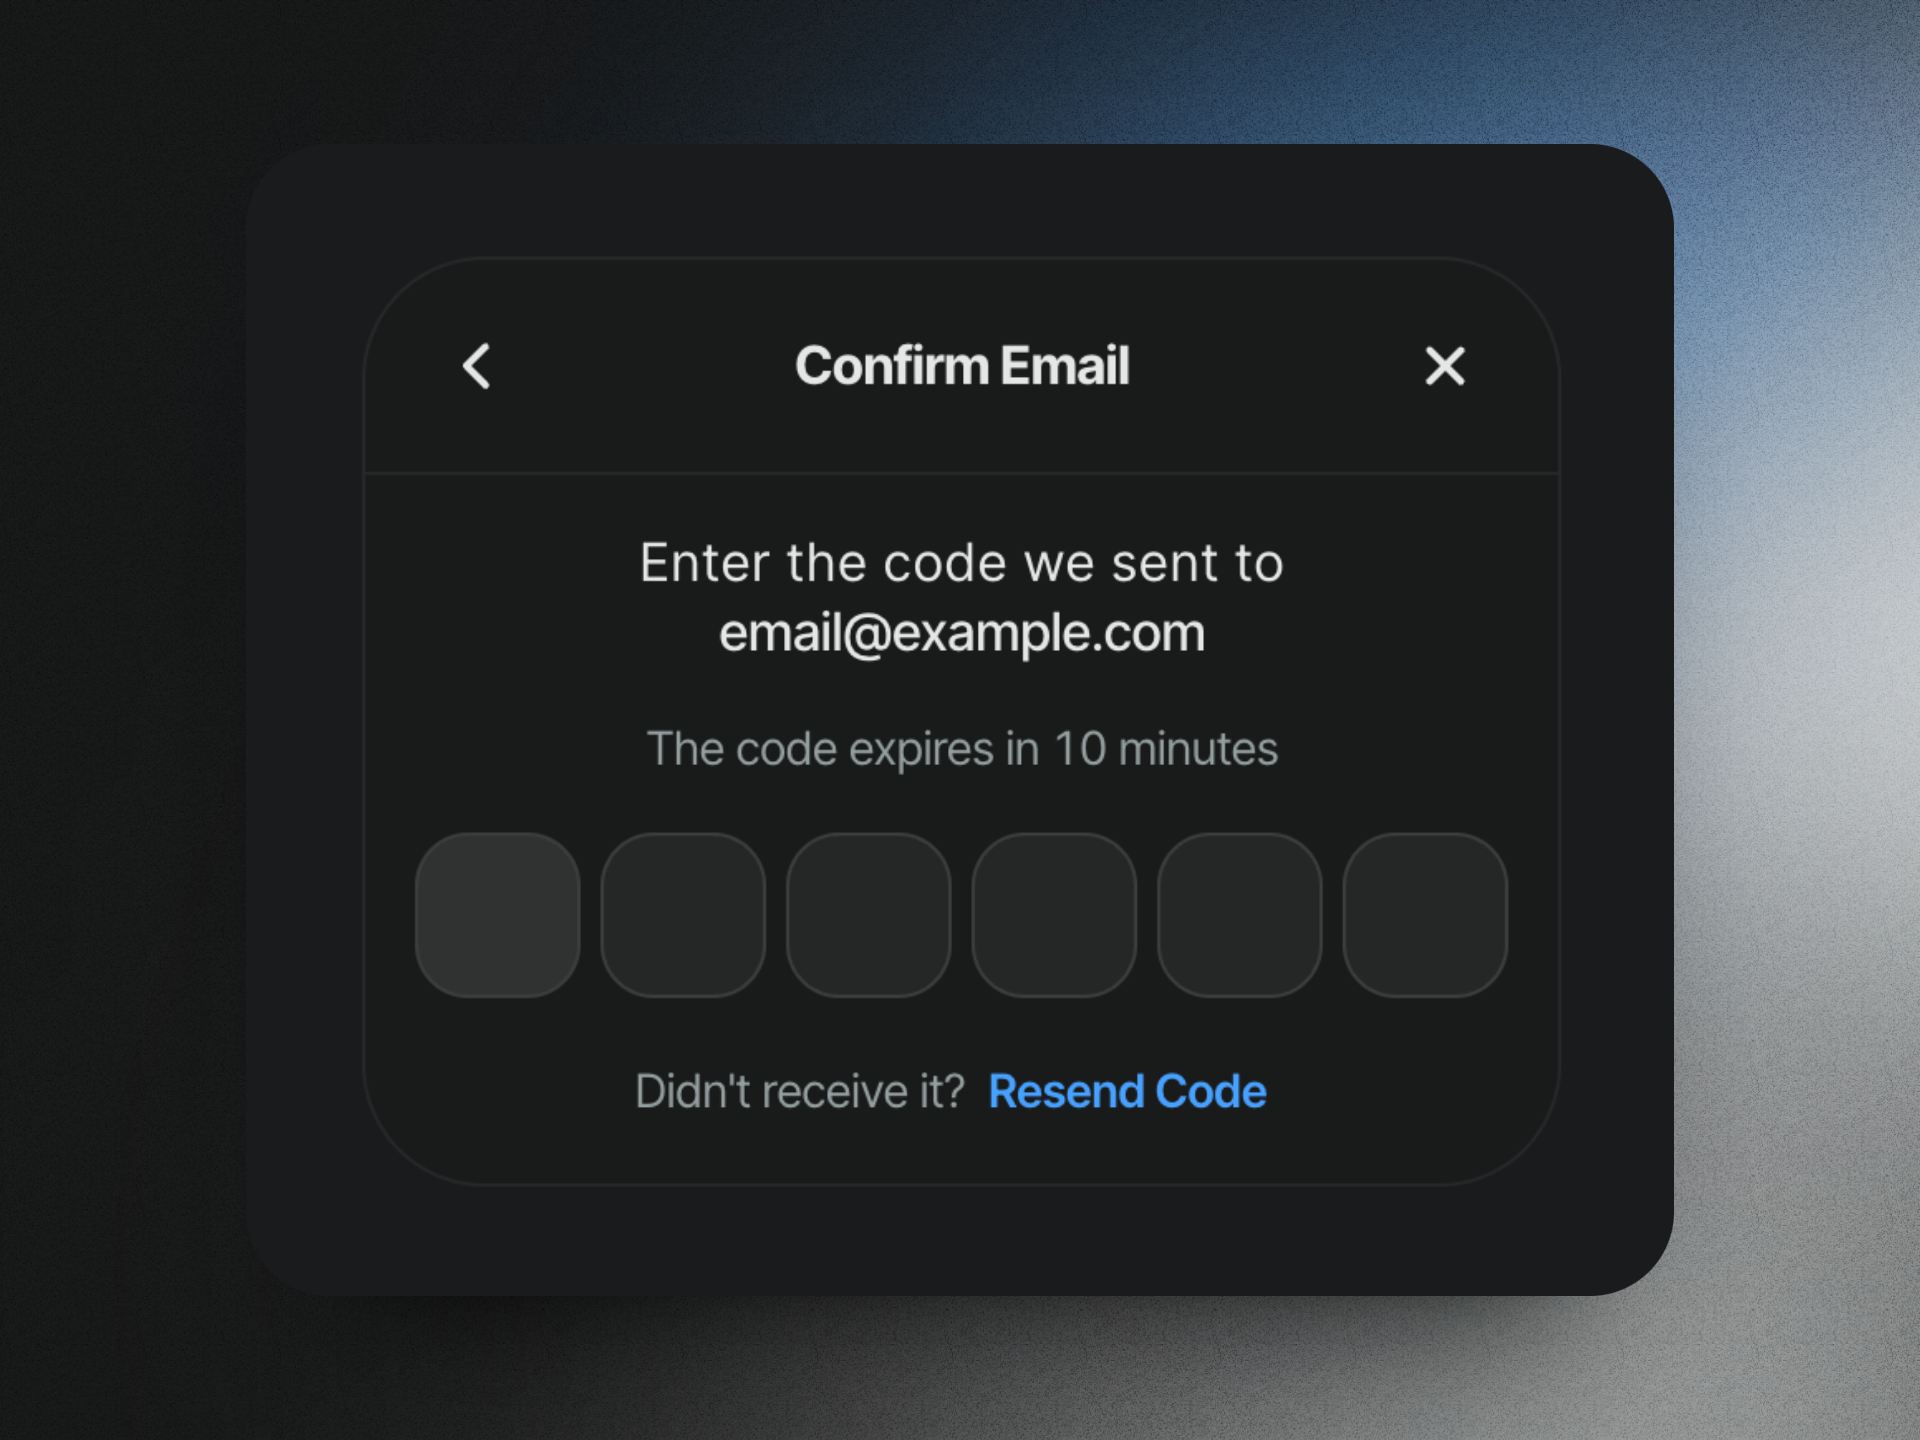 Confirm Email
Enter the code we sent to
email@example.com
The code expires in 10 minutes
Didn't receive it? Resend Code